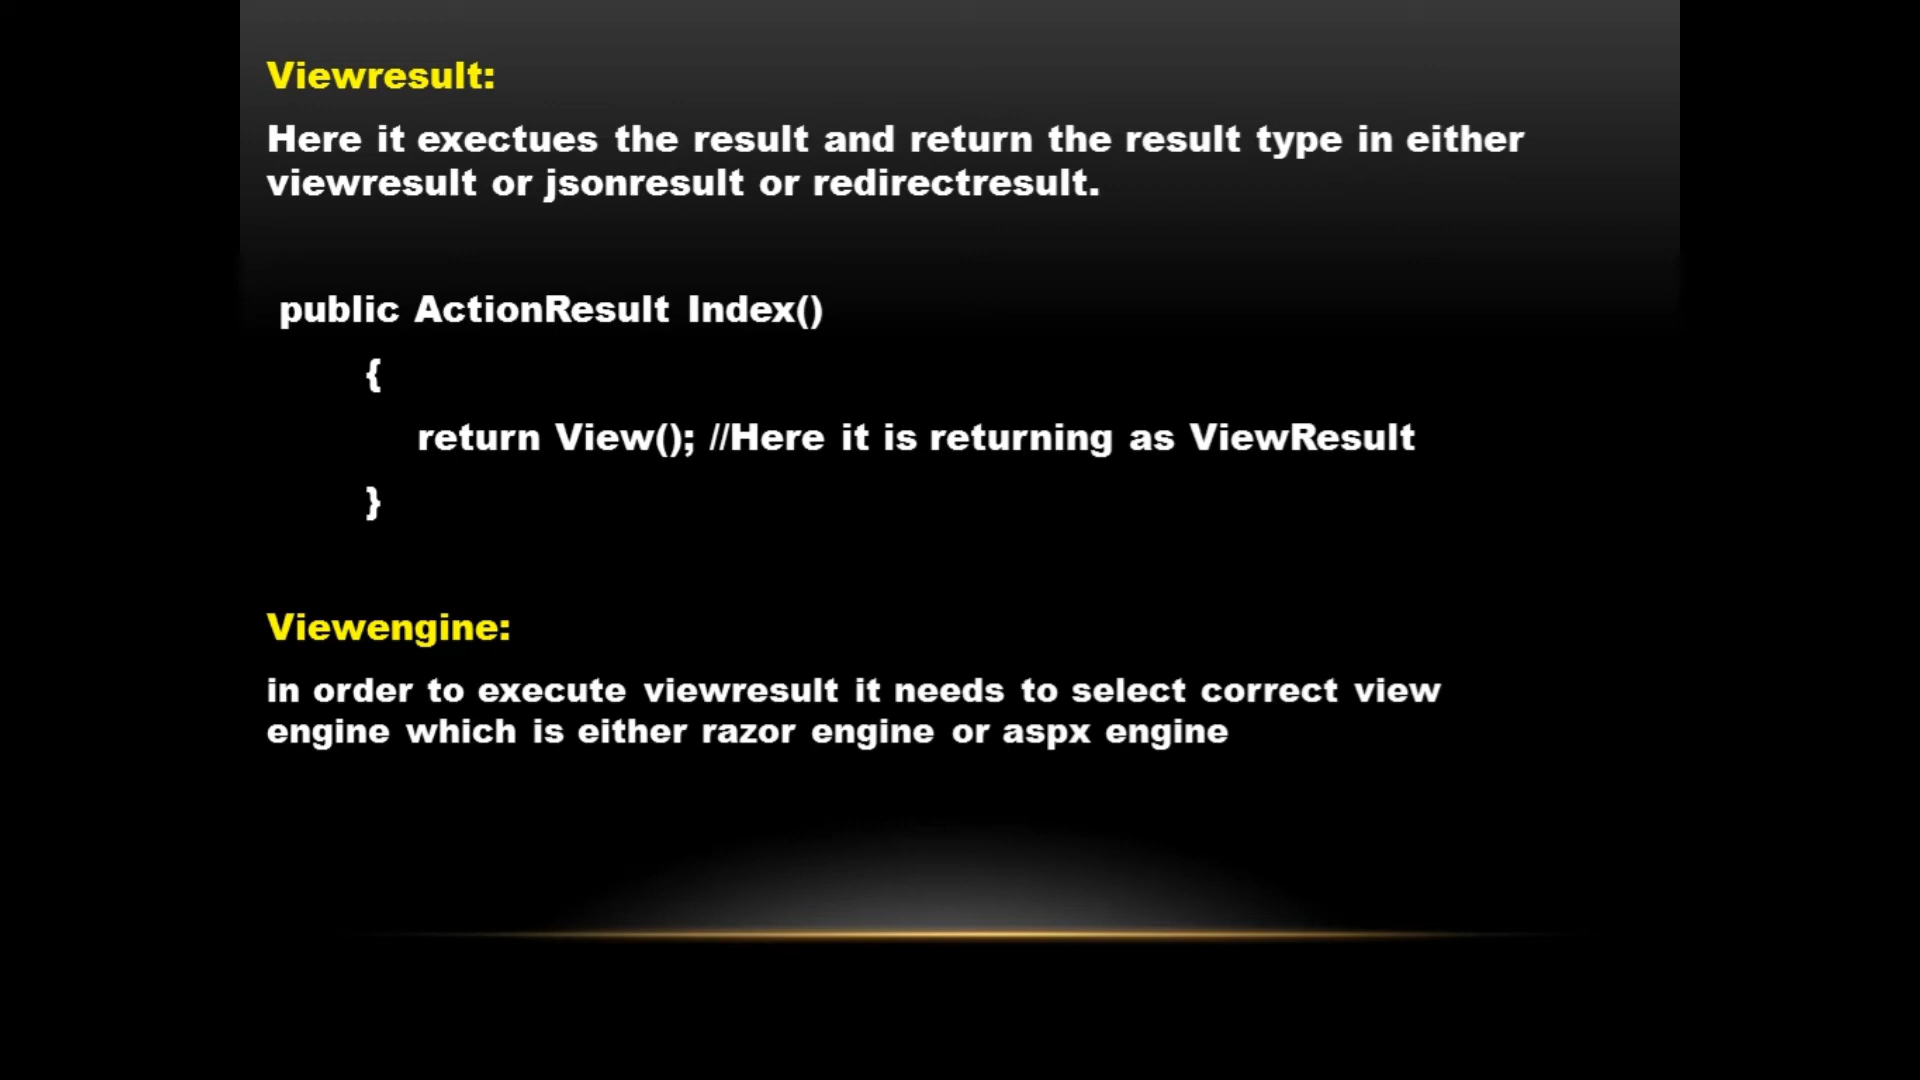 Viewresult:
Here it exectues the result and return the result type in either
viewresult or jsonresult or redirectresult.
public ActionResult Index()
{
return View(); //Here it is returning as ViewResult
}
Viewengine:
in order to execute viewresult it needs to select correct view
engine which is either razor engine or aspx engine